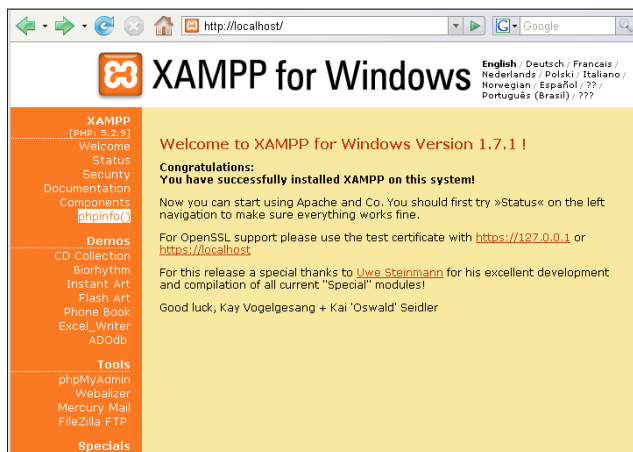 http://localhost/
G
Google
XAMPP for Windows
English / Deutsch / Francais /
Nederlands / Polski / Italiano /
Norwegian / Español / ?? /
Português (Brasil) / ???
XAMPP
[PHP: 5.2.9]
Welcome
Status
Security
Documentation
Components
phpinfo()
Demos
CD Collection
Biorhythm
Instant Art
Flash Art
Phone Book
Excel_Writer
ADOdb
Tools
phpMyAdmin
Webalizer
Mercury Mail
FileZilla FTP
Specials
Welcome to XAMPP for Windows Version 1.7.1 !
Congratulations:
You have successfully installed XAMPP on this system!
Now you can start using Apache and Co. You should first try »Status« on the left
navigation to make sure everything works fine.
For OpenSSL support please use the test certificate with https://127.0.0.1 or
https://localhost
For this release a special thanks to Uwe Steinmann for his excellent development
and compilation of all current "Special" modules!
Good luck, Kay Vogelgesang + Kai 'Oswald' Seidler